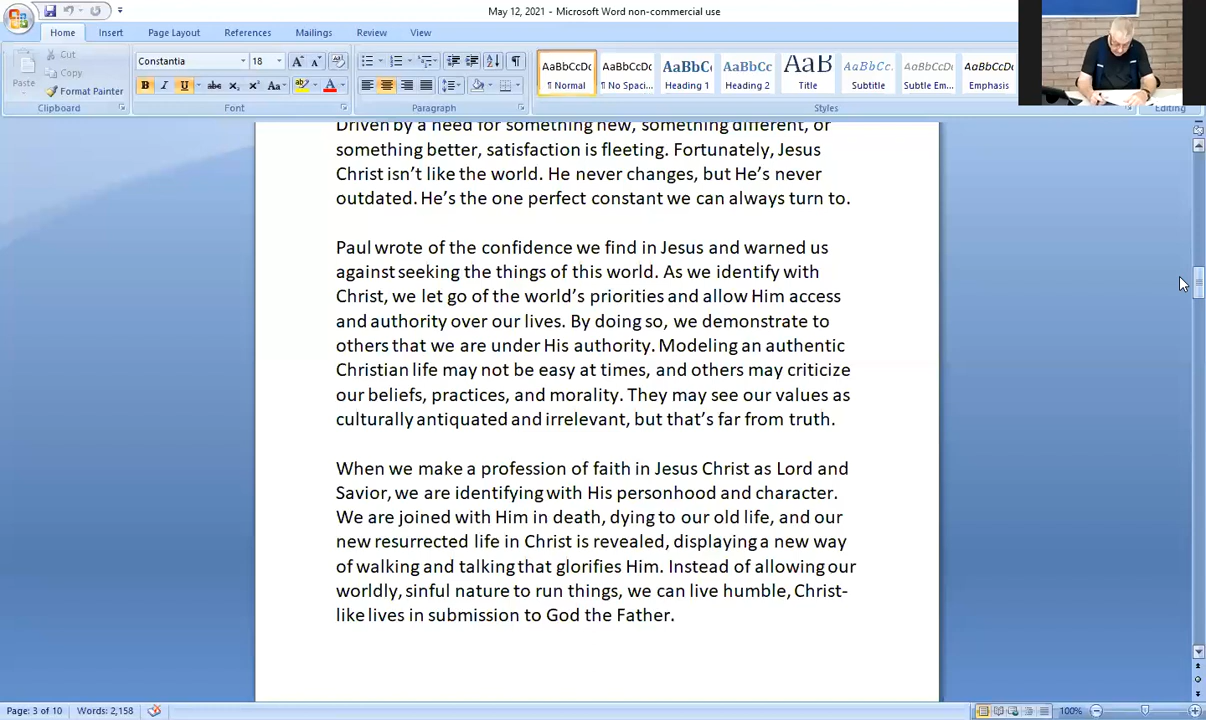 May 12, 2021 - Microsoft Word non-commercial use
Home Insert Page Layout References Mailings Review View
Cut
Copy
Format Painter
Paste
Clipboard
Constantia 18
Font
Paragraph
AaBbCcDc AaBbCcDc AaBbC AaBbCc AaB AaBbCc. AaBbCcDc AaBbCcDc
¶ Normal ¶ No Spaci... Heading 1 Heading 2 Title Subtitle Subtle Em... Emphasis
Styles
Editing
Driven by a need for something new, something different, or
something better, satisfaction is fleeting. Fortunately, Jesus
Christ isn’t like the world. He never changes, but He’s never
outdated. He’s the one perfect constant we can always turn to.
Paul wrote of the confidence we find in Jesus and warned us
against seeking the things of this world. As we identify with
Christ, we let go of the world’s priorities and allow Him access
and authority over our lives. By doing so, we demonstrate to
others that we are under His authority. Modeling an authentic
Christian life may not be easy at times, and others may criticize
our beliefs, practices, and morality. They may see our values as
culturally antiquated and irrelevant, but that’s far from truth.
When we make a profession of faith in Jesus Christ as Lord and
Savior, we are identifying with His personhood and character.
We are joined with Him in death, dying to our old life, and our
new resurrected life in Christ is revealed, displaying a new way
of walking and talking that glorifies Him. Instead of allowing our
worldly, sinful nature to run things, we can live humble, Christ-
like lives in submission to God the Father.
Page: 3 of 10 Words: 2,158 100%